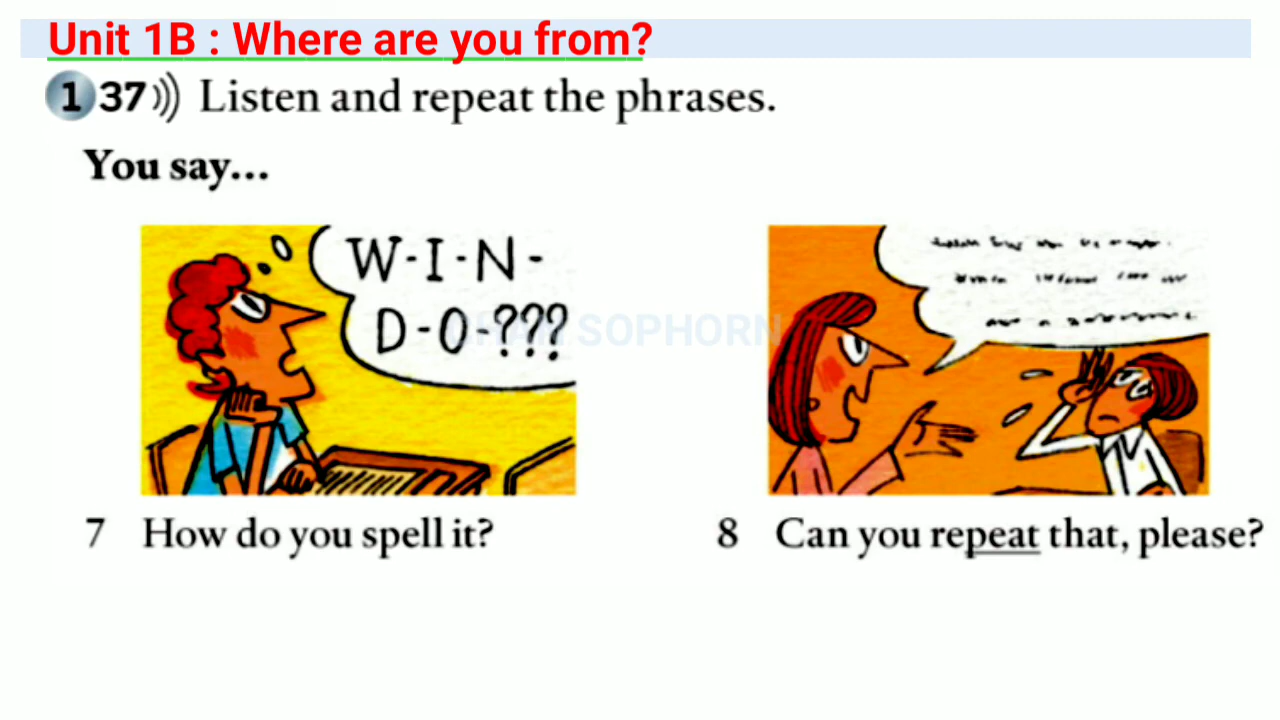 Unit 1B : Where are you from?
1 37 Listen and repeat the phrases.
You say...
W-I-N-
D-O-???
SOPHORN
7 How do you spell it?
8 Can you repeat that, please?